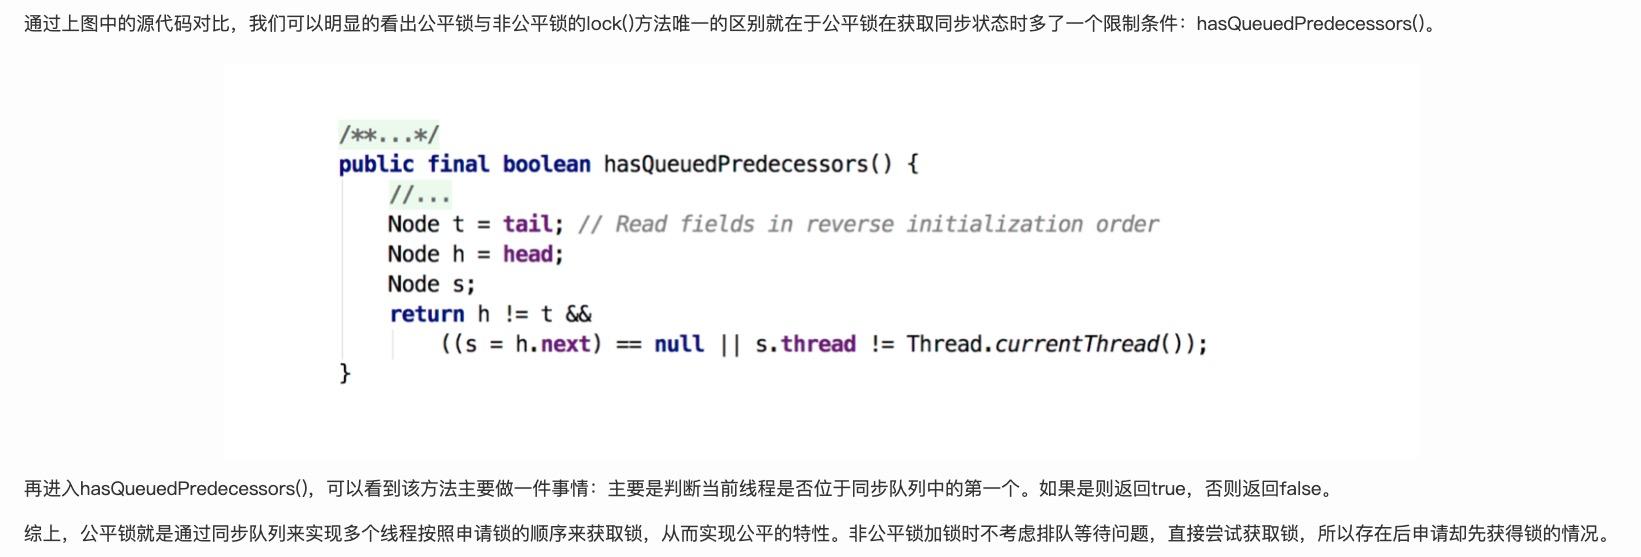 通过上图中的源代码对比，我们可以明显的看出公平锁与非公平锁的lock()方法唯一的区别就在于公平锁在获取同步状态时多了一个限制条件：hasQueuedPredecessors()。
/**...*/
public final boolean hasQueuedPredecessors() {
//...
Node t = tail; // Read fields in reverse initialization order
Node h = head;
Node s;
return h != t &&
((s = h.next) == null || s.thread != Thread.currentThread());
}
再进入hasQueuedPredecessors()，可以看到该方法主要做一件事情：主要是判断当前线程是否位于同步队列中的第一个。如果是则返回true，否则返回false。
综上，公平锁就是通过同步队列来实现多个线程按照申请锁的顺序来获取锁，从而实现公平的特性。非公平锁加锁时不考虑排队等待问题，直接尝试获取锁，所以存在后申请却先获得锁的情况。